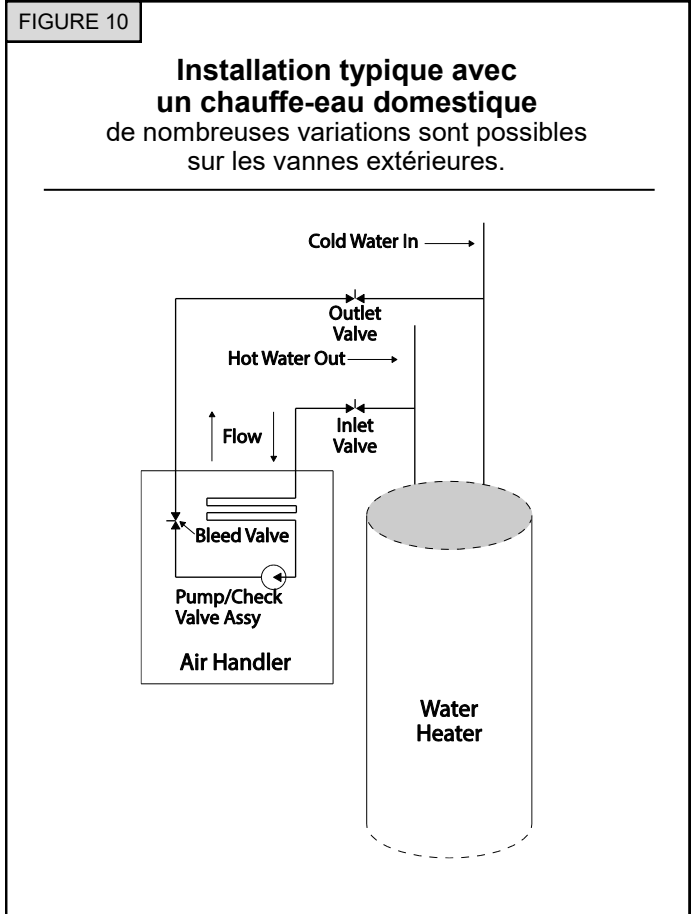 FIGURE 10
Installation typique avec
un chauffe-eau domestique
de nombreuses variations sont possibles
sur les vannes extérieures.
Cold Water In
Outlet
Valve
Hot Water Out
Inlet
Valve
Flow
Bleed Valve
Pump/Check
Valve Assy
Air Handler
Water
Heater